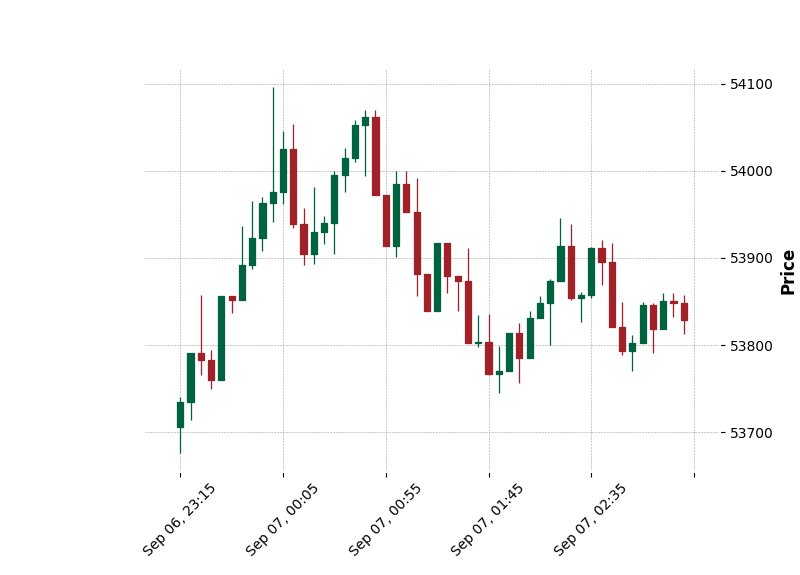 54100
54000
53900
53800
53700
Price
Sep 06, 23:15
Sep 07, 00:05
Sep 07, 00:55
Sep 07, 01:45
Sep 07, 02:35